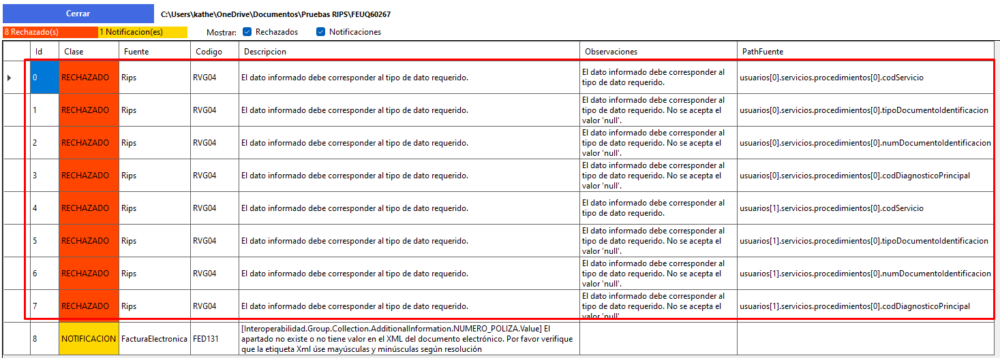 Cerrar
C:\Users\kathe\OneDrive\Documentos\Pruebas RIPS\FEUQ60267
8 Rechazado(s) 1 Notificacion(es) Mostrar: Rechazados Notificaciones
Id Clase Fuente Codigo Descripcion Observaciones PathFuente
0 RECHAZADO Rips RVG04 El dato informado debe corresponder al tipo de dato requerido. El dato informado debe corresponder al
tipo de dato requerido. usuarios[0].servicios.procedimientos[0].codServicio
1 RECHAZADO Rips RVG04 El dato informado debe corresponder al tipo de dato requerido. El dato informado debe corresponder al
tipo de dato requerido. No se acepta el
valor 'null'. usuarios[0].servicios.procedimientos[0].tipoDocumentoIdentificacion
2 RECHAZADO Rips RVG04 El dato informado debe corresponder al tipo de dato requerido. El dato informado debe corresponder al
tipo de dato requerido. No se acepta el
valor 'null'. usuarios[0].servicios.procedimientos[0].numDocumentoIdentificacion
3 RECHAZADO Rips RVG04 El dato informado debe corresponder al tipo de dato requerido. El dato informado debe corresponder al
tipo de dato requerido. No se acepta el
valor 'null'. usuarios[0].servicios.procedimientos[0].codDiagnosticoPrincipal
4 RECHAZADO Rips RVG04 El dato informado debe corresponder al tipo de dato requerido. El dato informado debe corresponder al
tipo de dato requerido. usuarios[1].servicios.procedimientos[0].codServicio
5 RECHAZADO Rips RVG04 El dato informado debe corresponder al tipo de dato requerido. El dato informado debe corresponder al
tipo de dato requerido. No se acepta el
valor 'null'. usuarios[1].servicios.procedimientos[0].tipoDocumentoIdentificacion
6 RECHAZADO Rips RVG04 El dato informado debe corresponder al tipo de dato requerido. El dato informado debe corresponder al
tipo de dato requerido. No se acepta el
valor 'null'. usuarios[1].servicios.procedimientos[0].numDocumentoIdentificacion
7 RECHAZADO Rips RVG04 El dato informado debe corresponder al tipo de dato requerido. El dato informado debe corresponder al
tipo de dato requerido. No se acepta el
valor 'null'. usuarios[1].servicios.procedimientos[0].codDiagnosticoPrincipal
8 NOTIFICACION FacturaElectronica FED131 [Interoperabilidad.Group.Collection.AdditionalInformation.NUMERO_POLIZA.Value] El
apartado no existe o no tiene valor en el XML del documento electrónico. Por favor verifique
que la etiqueta Xml úse mayúsculas y minúsculas según resolución